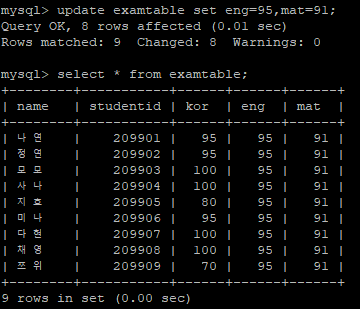 mysql> update examtable set eng=95,mat=91;
Query OK, 8 rows affected (0.01 sec)
Rows matched: 9  Changed: 8  Warnings: 0

mysql> select * from examtable;
+--------+-----------+------+------+------+
| name   | studentid | kor  | eng  | mat  |
+--------+-----------+------+------+------+
| 나연   |    209901 |   95 |   95 |   91 |
| 정연   |    209902 |   95 |   95 |   91 |
| 모모   |    209903 |  100 |   95 |   91 |
| 사나   |    209904 |  100 |   95 |   91 |
| 지효   |    209905 |   80 |   95 |   91 |
| 미나   |    209906 |   95 |   95 |   91 |
| 다현   |    209907 |  100 |   95 |   91 |
| 채영   |    209908 |  100 |   95 |   91 |
| 쯔위   |    209909 |   70 |   95 |   91 |
+--------+-----------+------+------+------+
9 rows in set (0.00 sec)